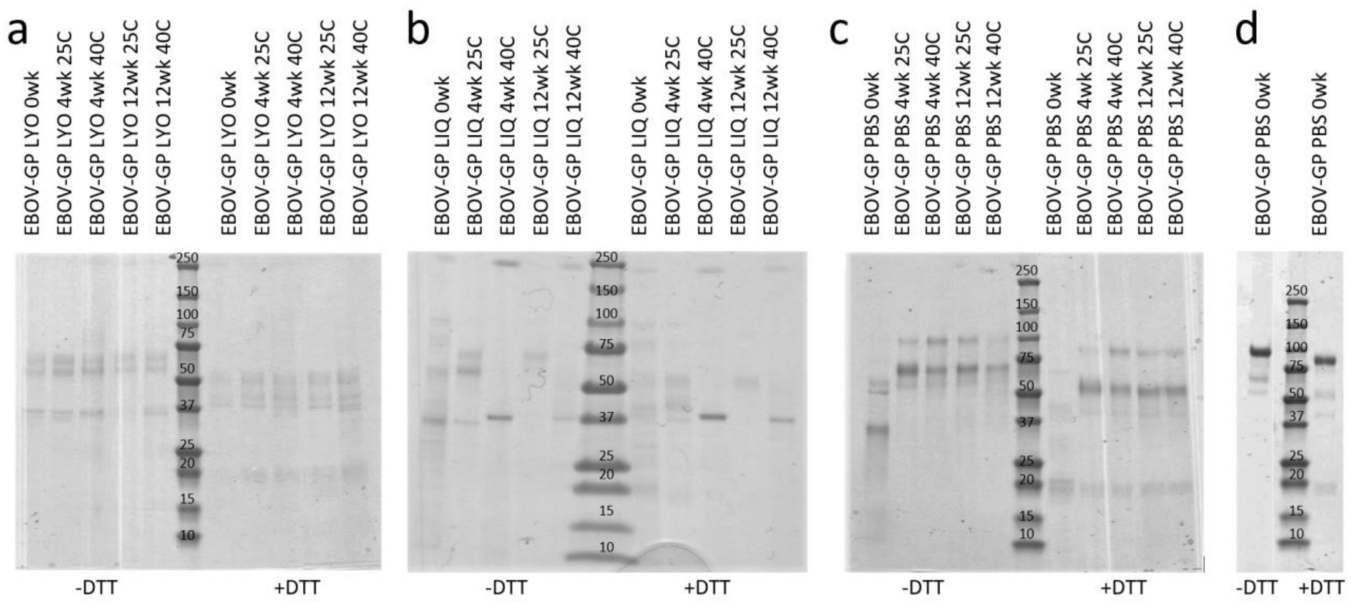 a
EBOV-GP LYO 0wk
EBOV-GP LYO 4wk 25C
EBOV-GP LYO 4wk 40C
EBOV-GP LYO 12wk 25C
EBOV-GP LYO 12wk 40C
EBOV-GP LYO 0wk
EBOV-GP LYO 4wk 25C
EBOV-GP LYO 4wk 40C
EBOV-GP LYO 12wk 25C
EBOV-GP LYO 12wk 40C
250
150
100
75
50
37
25
20
15
10
-DTT
+DTT
b
EBOV-GP LIQ 0wk
EBOV-GP LIQ 4wk 25C
EBOV-GP LIQ 4wk 40C
EBOV-GP LIQ 12wk 25C
EBOV-GP LIQ 12wk 40C
EBOV-GP LIQ 0wk
EBOV-GP LIQ 4wk 25C
EBOV-GP LIQ 4wk 40C
EBOV-GP LIQ 12wk 25C
EBOV-GP LIQ 12wk 40C
250
150
100
75
50
37
25
20
15
10
-DTT
+DTT
c
EBOV-GP PBS 0wk
EBOV-GP PBS 4wk 25C
EBOV-GP PBS 4wk 40C
EBOV-GP PBS 12wk 25C
EBOV-GP PBS 12wk 40C
EBOV-GP PBS 0wk
EBOV-GP PBS 4wk 25C
EBOV-GP PBS 4wk 40C
EBOV-GP PBS 12wk 25C
EBOV-GP PBS 12wk 40C
250
150
100
75
50
37
25
20
15
10
-DTT
+DTT
d
EBOV-GP PBS 0wk
EBOV-GP PBS 0wk
250
150
100
75
50
37
25
20
15
10
-DTT
+DTT